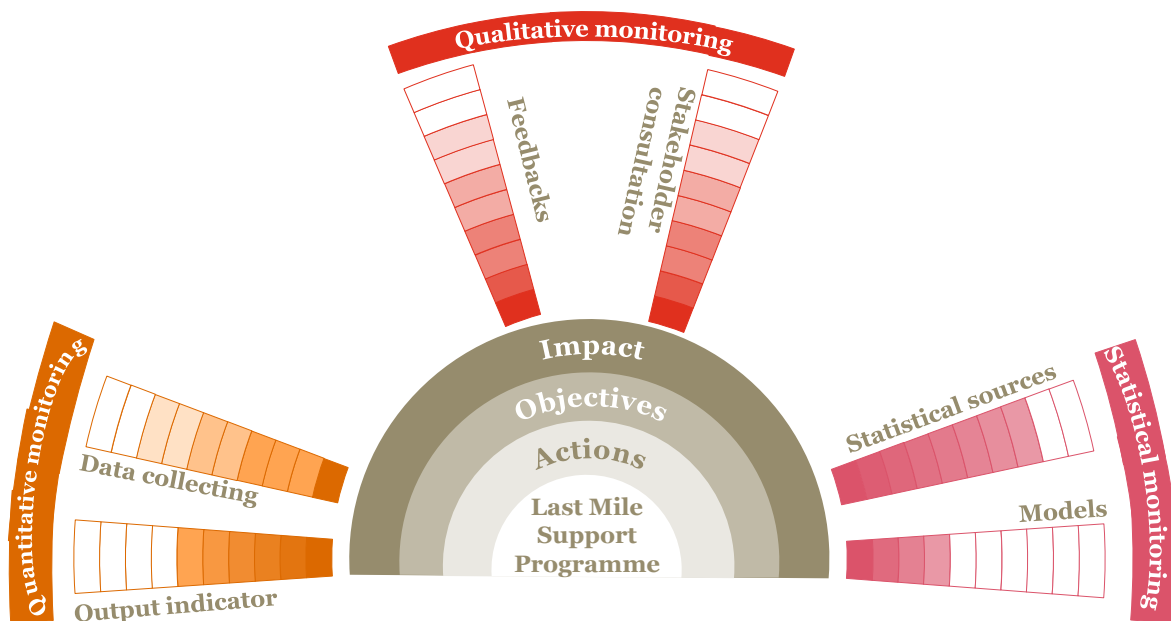 Qualitative monitoring
Feedbacks
Stakeholder
consultation
Quantitative monitoring
Data collecting
Output indicator
Impact
Objectives
Actions
Last Mile
Support
Programme
Statistical sources
Models
Statistical monitoring